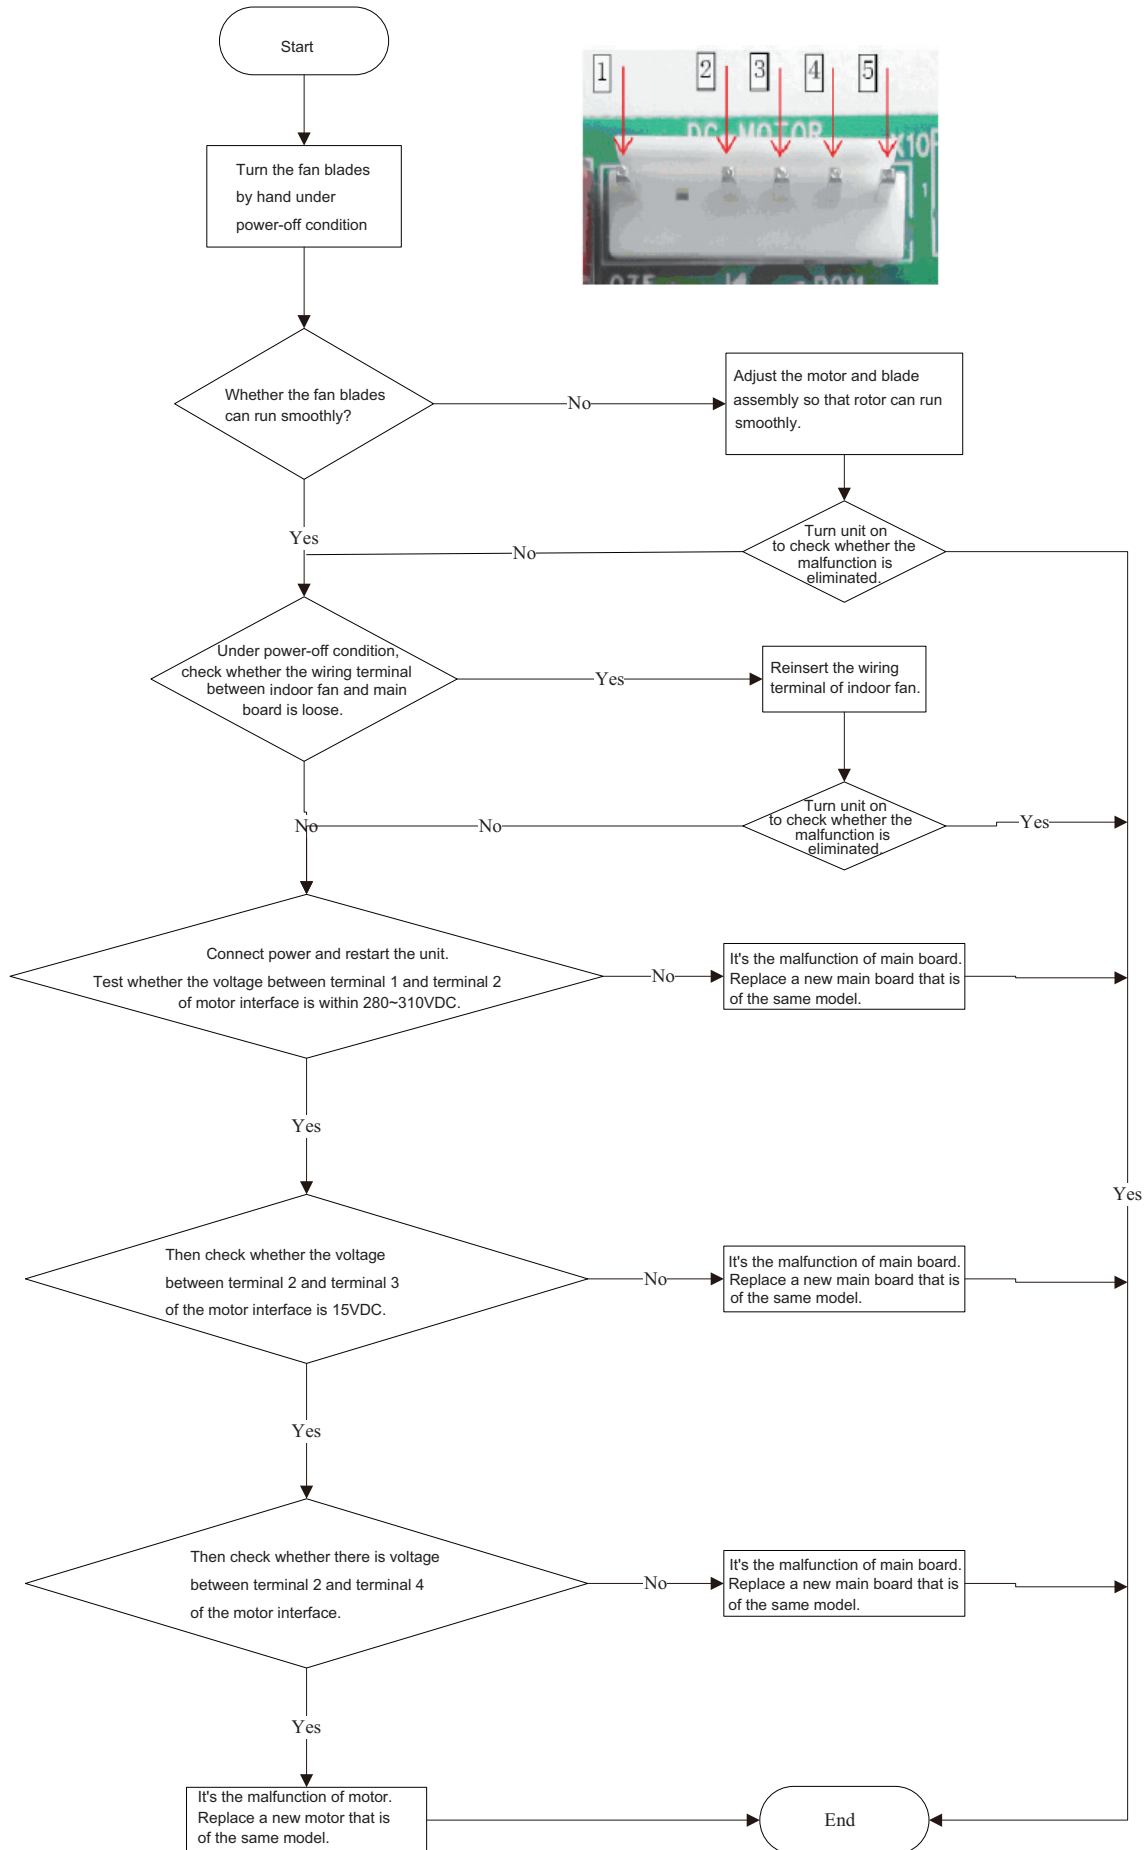 Start
1
2
3
4
5
DC-MOTOR
Turn the fan blades
by hand under
power-off condition
Whether the fan blades
can run smoothly?
No
Adjust the motor and blade
assembly so that rotor can run
smoothly.
Yes
Turn unit on
to check whether the
malfunction is
eliminated.
No
Under power-off condition,
check whether the wiring terminal
between indoor fan and main
board is loose.
Yes
Reinsert the wiring
terminal of indoor fan.
No
No
Turn unit on
to check whether the
malfunction is
eliminated.
Yes
Connect power and restart the unit.
Test whether the voltage between terminal 1 and terminal 2
of motor interface is within 280~310VDC.
No
It's the malfunction of main board.
Replace a new main board that is
of the same model.
Yes
Yes
Then check whether the voltage
between terminal 2 and terminal 3
of the motor interface is 15VDC.
No
It's the malfunction of main board.
Replace a new main board that is
of the same model.
Yes
Then check whether there is voltage
between terminal 2 and terminal 4
of the motor interface.
No
It's the malfunction of main board.
Replace a new main board that is
of the same model.
Yes
It's the malfunction of motor.
Replace a new motor that is
of the same model.
End